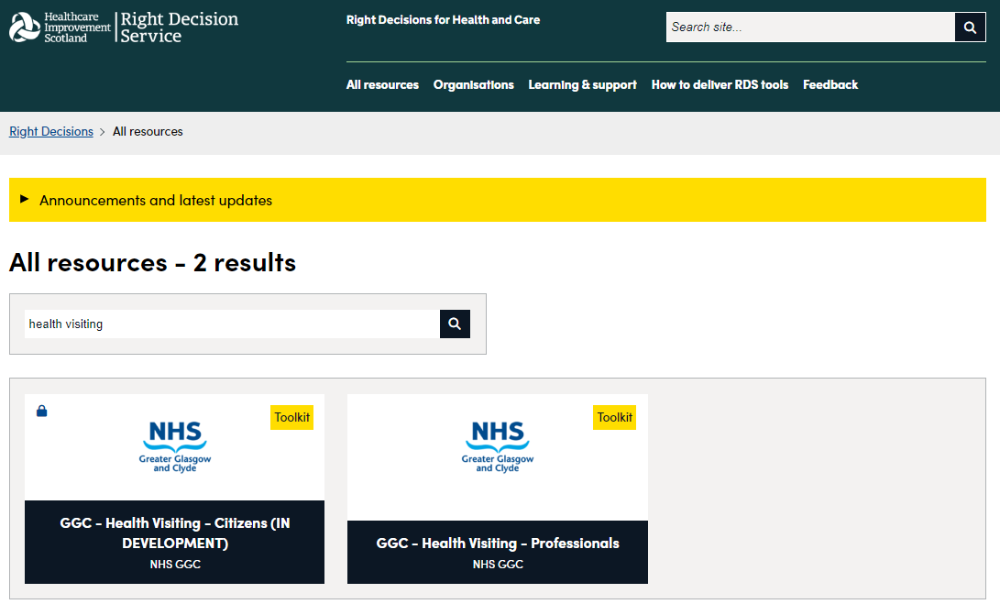 Healthcare
Improvement
Scotland
Right Decision
Service
Right Decisions for Health and Care
Search site...
All resources
Organisations
Learning & support
How to deliver RDS tools
Feedback
Right Decisions > All resources
Announcements and latest updates
All resources - 2 results
health visiting
Toolkit
NHS
Greater Glasgow
and Clyde
GGC - Health Visiting - Citizens (IN
DEVELOPMENT)
NHS GGC
Toolkit
NHS
Greater Glasgow
and Clyde
GGC - Health Visiting - Professionals
NHS GGC